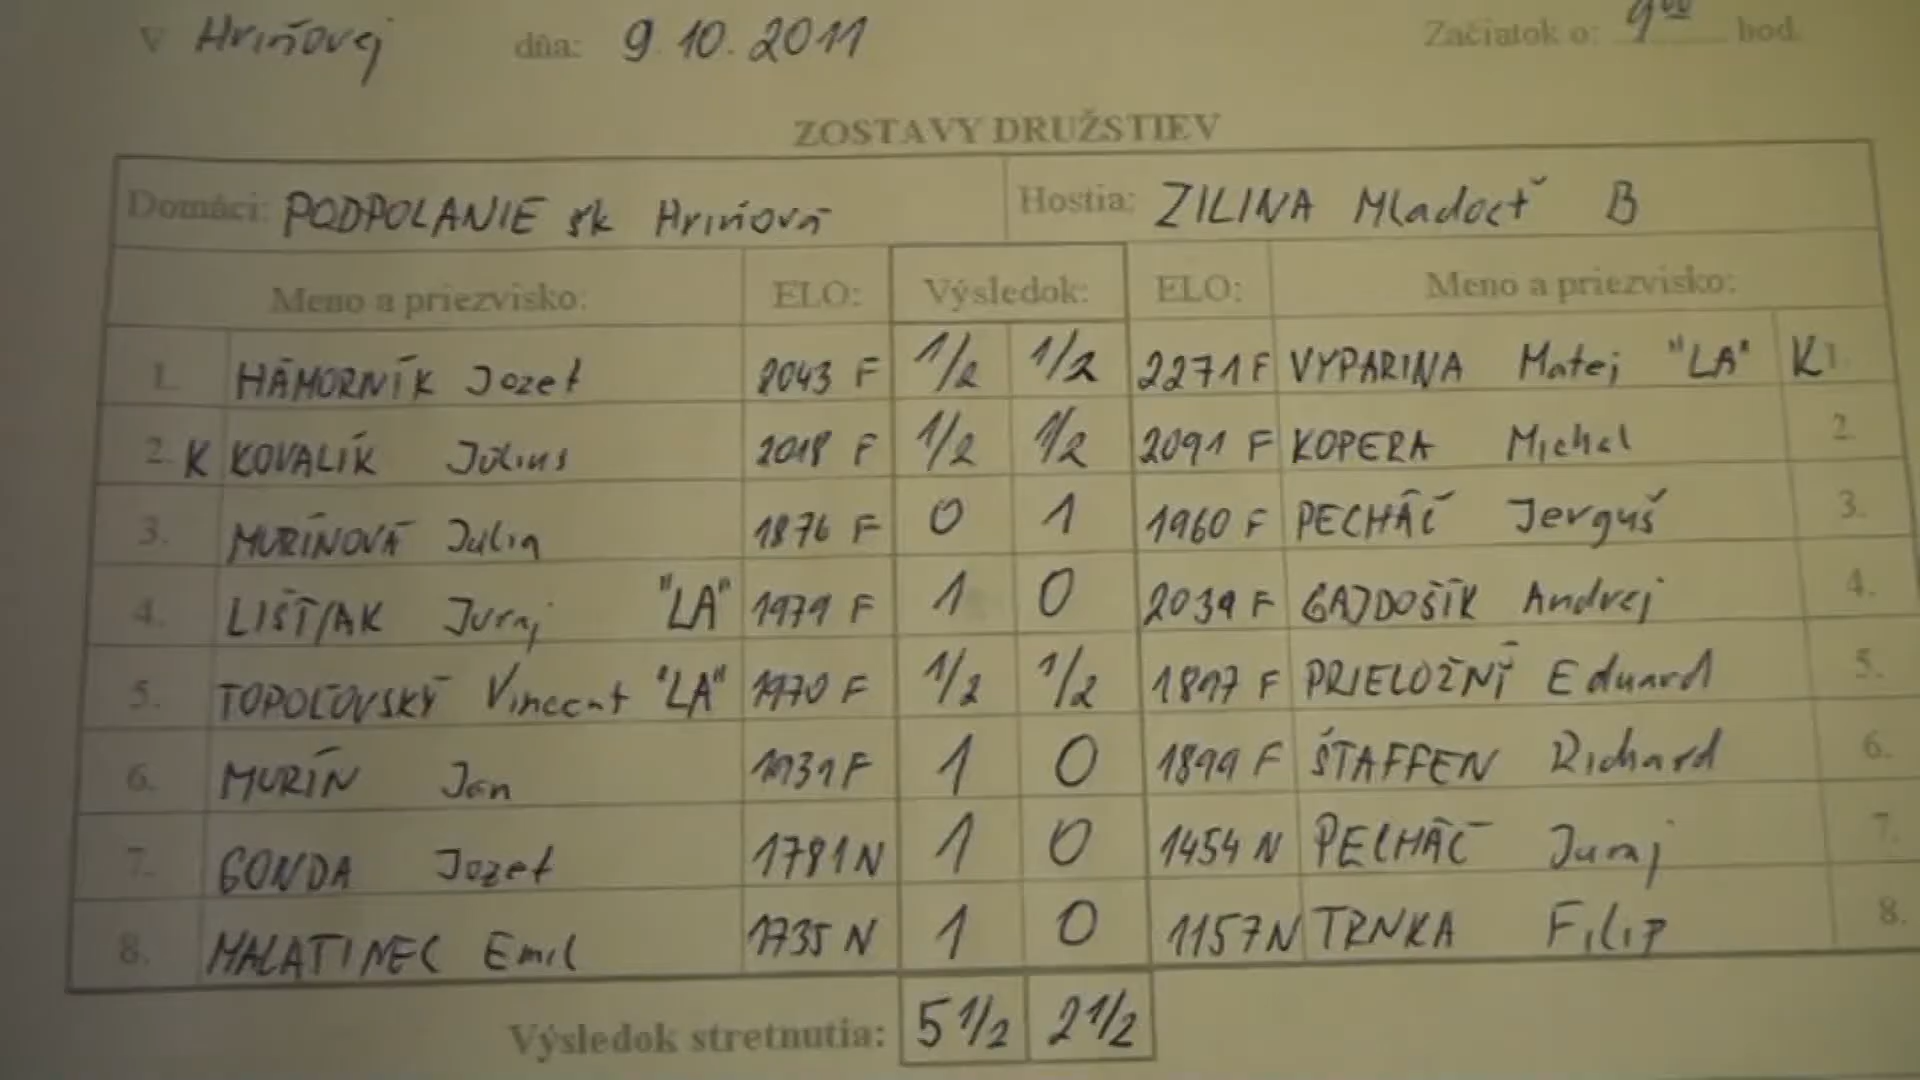 V Hriňovej dňa: 9.10.2011 Začiatok o: 9⁰⁰ hod.
ZOSTAVY DRUŽSTIEV
Domáci: PODPOLANIE šk Hriňová Hostia: ZILINA Mladosť B
Meno a priezvisko: ELO: Výsledok: ELO: Meno a priezvisko:
1. HÁMORNÍK Jozef 2043 F 1/2 1/2 2271 F VYPARINA Matej "LA" K 1.
2. K KOVALÍK Július 2018 F 1/2 1/2 2091 F KOPERA Michal 2.
3. MURÍNOVÁ Julia 1876 F 0 1 1960 F PECHÁČ Jerguš 3.
4. LIŠTJAK Juraj "LA" 1979 F 1 0 2039 F GAJDOŠÍK Andrej 4.
5. TOPOĽOVSKÝ Vincent "LA" 1970 F 1/2 1/2 1897 F PRIELOŽNÝ Eduard 5.
6. MURÍN Ján 1931 F 1 0 1899 F ŠTAFFEN Richard 6.
7. GONDA Jozef 1781 N 1 0 1454 N PECHÁČ Juraj 7.
8. MALATINEC Emil 1735 N 1 0 1157 N TRNKA Filip 8.
Výsledok stretnutia: 5 1/2 2 1/2